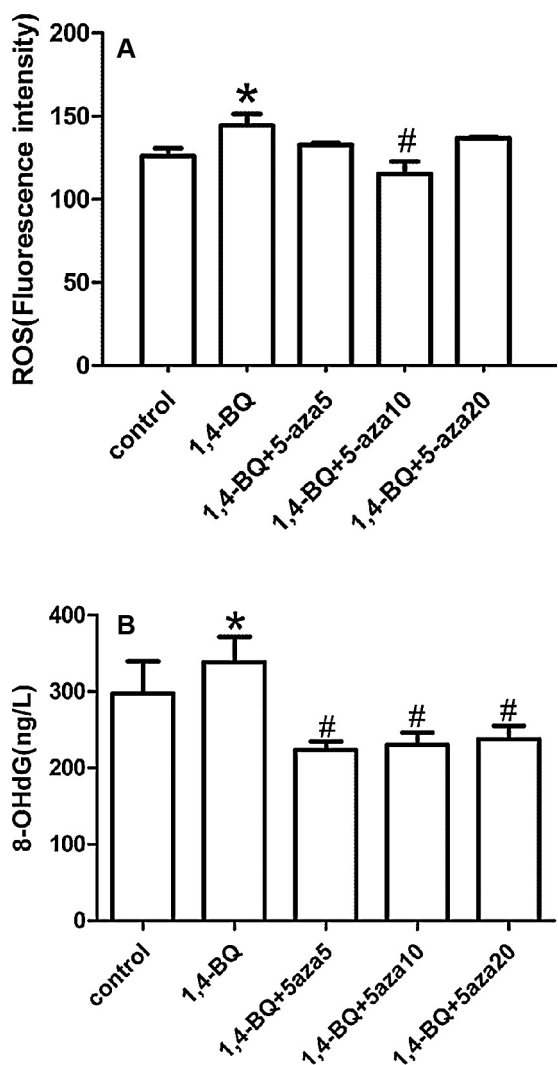 A
ROS(Fluorescence intensity)
200
150
100
50
0
*
#
control
1,4-BQ
1,4-BQ+5-aza5
1,4-BQ+5-aza10
1,4-BQ+5-aza20
B
8-OHdG(ng/L)
400
300
200
100
0
*
#
#
#
control
1,4-BQ
1,4-BQ+5aza5
1,4-BQ+5aza10
1,4-BQ+5aza20